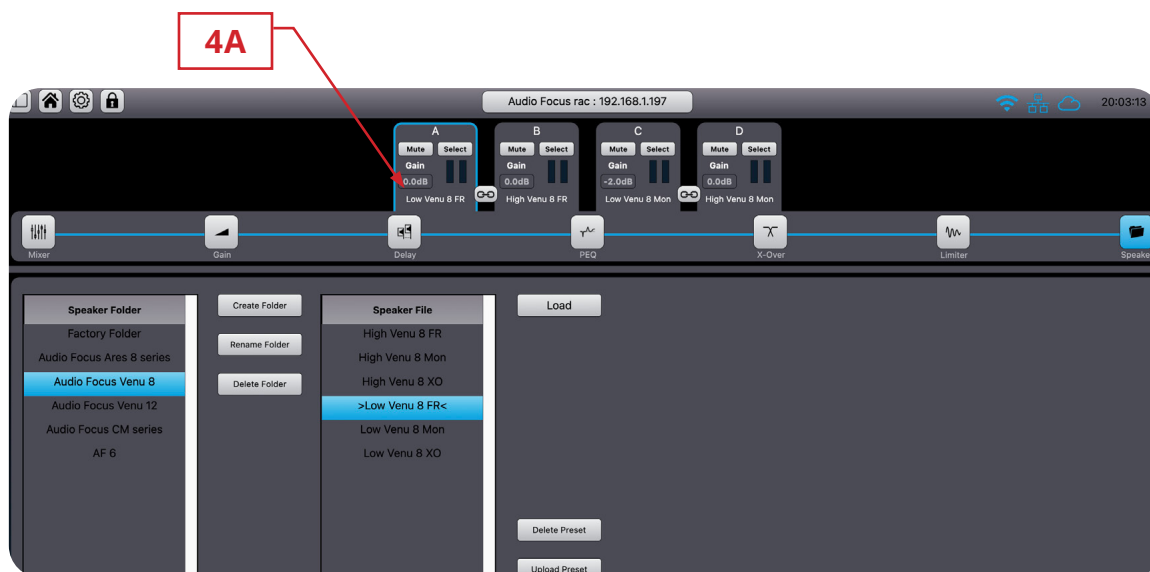 4A
Audio Focus rac : 192.168.1.197
20:03:13
A
Mute Select
Gain
0.0dB
Low Venu 8 FR
B
Mute Select
Gain
0.0dB
High Venu 8 FR
C
Mute Select
Gain
-2.0dB
Low Venu 8 Mon
D
Mute Select
Gain
0.0dB
High Venu 8 Mon
Mixer
Gain
Delay
PEQ
X-Over
Limiter
Speake
Speaker Folder
Factory Folder
Audio Focus Ares 8 series
Audio Focus Venu 8
Audio Focus Venu 12
Audio Focus CM series
AF 6
Create Folder
Rename Folder
Delete Folder
Speaker File
High Venu 8 FR
High Venu 8 Mon
High Venu 8 XO
>Low Venu 8 FR<
Low Venu 8 Mon
Low Venu 8 XO
Load
Delete Preset
Upload Preset